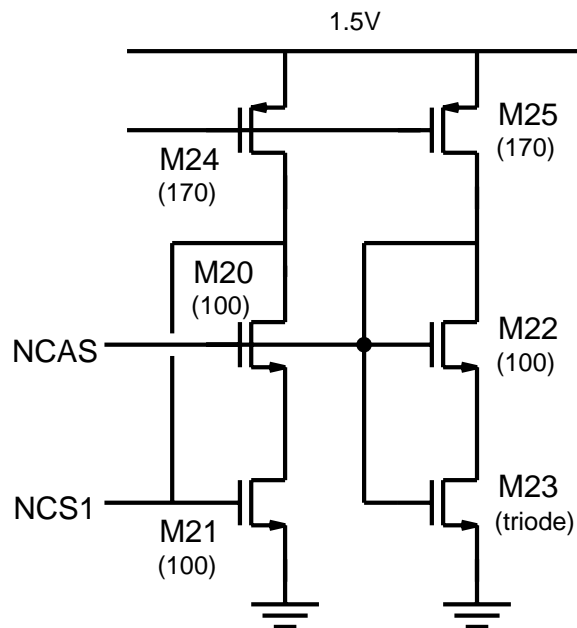 1.5V
M24
(170)
M25
(170)
M20
(100)
NCAS
M22
(100)
NCS1
M21
(100)
M23
(triode)